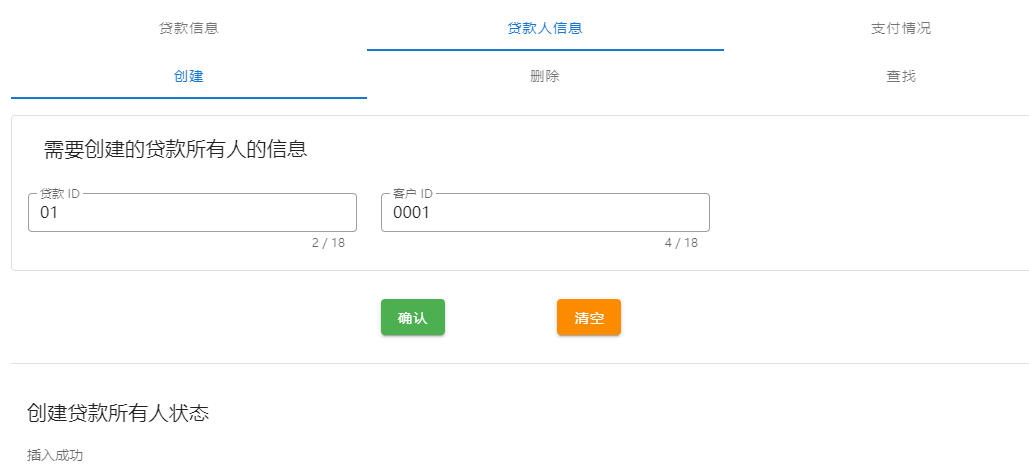 贷款信息 贷款人信息 支付情况
创建 删除 查找
需要创建的贷款所有人的信息
贷款 ID 客户 ID
01 0001
2 / 18 4 / 18
确认 清空
创建贷款所有人状态
插入成功